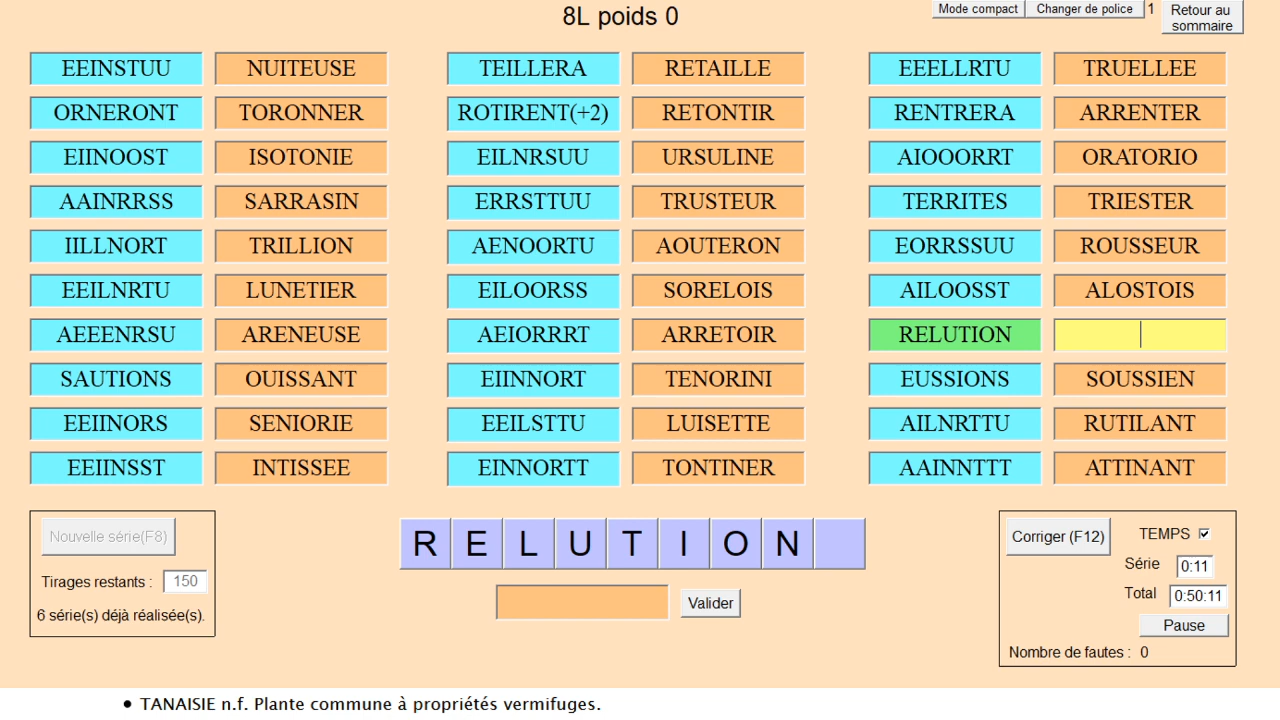 8L poids 0
Mode compact Changer de police 1 Retour au sommaire
EEINSTUU NUITEUSE TEILLERA RETAILLE EEELLRTU TRUELLEE
ORNERONT TORONNER ROTIRENT(+2) RETONTIR RENTRERA ARRENTER
EIINOOST ISOTONIE EILNRSUU URSULINE AIOOORRT ORATORIO
AAINRRSS SARRASIN ERRSTTUU TRUSTEUR TERRITES TRIESTER
IILLNORT TRILLION AENOORTU AOUTERON EORRSSUU ROUSSEUR
EEILNRTU LUNETIER EILOORSS SORELOIS AILOOSST ALOSTOIS
AEEENRSU ARENEUSE AEIORRRT ARRETOIR RELUTION
SAUTIONS OUISSANT EIINNORT TENORINI EUSSIONS SOUSSIEN
EEIINORS SENIORIE EEILSTTU LUISETTE AILNRTTU RUTILANT
EEIINSST INTISSEE EINNORTT TONTINER AAINNTTT ATTINANT
Nouvelle série(F8)
Tirages restants : 150
6 série(s) déjà réalisée(s).
R E L U T I O N
Valider
Corriger (F12) TEMPS
Série 0:11
Total 0:50:11
Pause
Nombre de fautes : 0
• TANAISIE n.f. Plante commune à propriétés vermifuges.